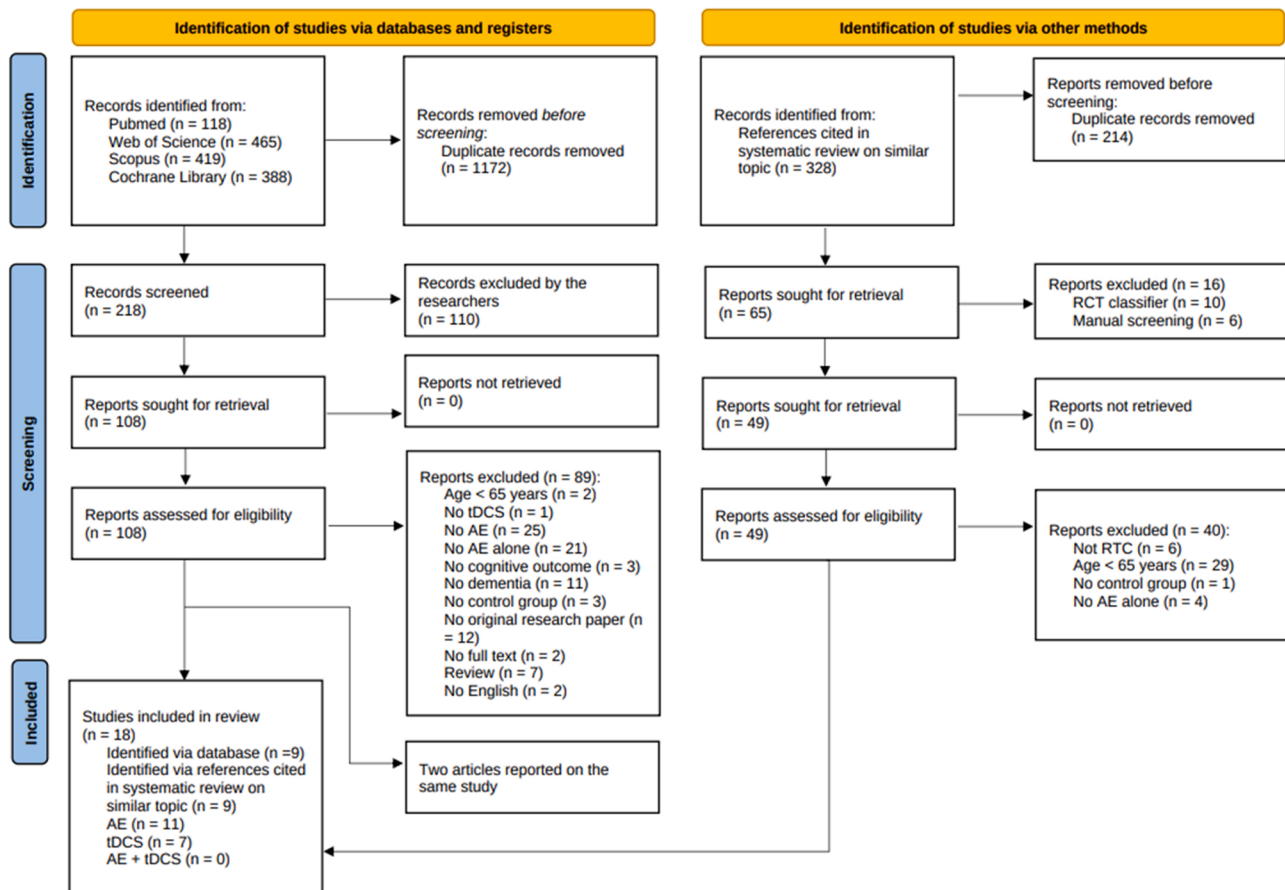 Identification of studies via databases and registers
Identification of studies via other methods
Identification
Records identified from:
Pubmed (n = 118)
Web of Science (n = 465)
Scopus (n = 419)
Cochrane Library (n = 388)
Records removed before
screening:
Duplicate records removed
(n = 1172)
Records identified from:
References cited in
systematic review on similar
topic (n = 328)
Reports removed before
screening:
Duplicate records removed
(n = 214)
Screening
Records screened
(n = 218)
Records excluded by the
researchers
(n = 110)
Reports sought for retrieval
(n = 65)
Reports excluded (n = 16)
RCT classifier (n = 10)
Manual screening (n = 6)
Reports sought for retrieval
(n = 108)
Reports not retrieved
(n = 0)
Reports sought for retrieval
(n = 49)
Reports not retrieved
(n = 0)
Reports assessed for eligibility
(n = 108)
Reports excluded (n = 89):
Age < 65 years (n = 2)
No tDCS (n = 1)
No AE (n = 25)
No AE alone (n = 21)
No cognitive outcome (n = 3)
No dementia (n = 11)
No control group (n = 3)
No original research paper (n
= 12)
No full text (n = 2)
Review (n = 7)
No English (n = 2)
Reports assessed for eligibility
(n = 49)
Reports excluded (n = 40):
Not RTC (n = 6)
Age < 65 years (n = 29)
No control group (n = 1)
No AE alone (n = 4)
Included
Studies included in review
(n = 18)
Identified via database (n =9)
Identified via references cited
in systematic review on
similar topic (n = 9)
AE (n = 11)
tDCS (n = 7)
AE + tDCS (n = 0)
Two articles reported on the
same study